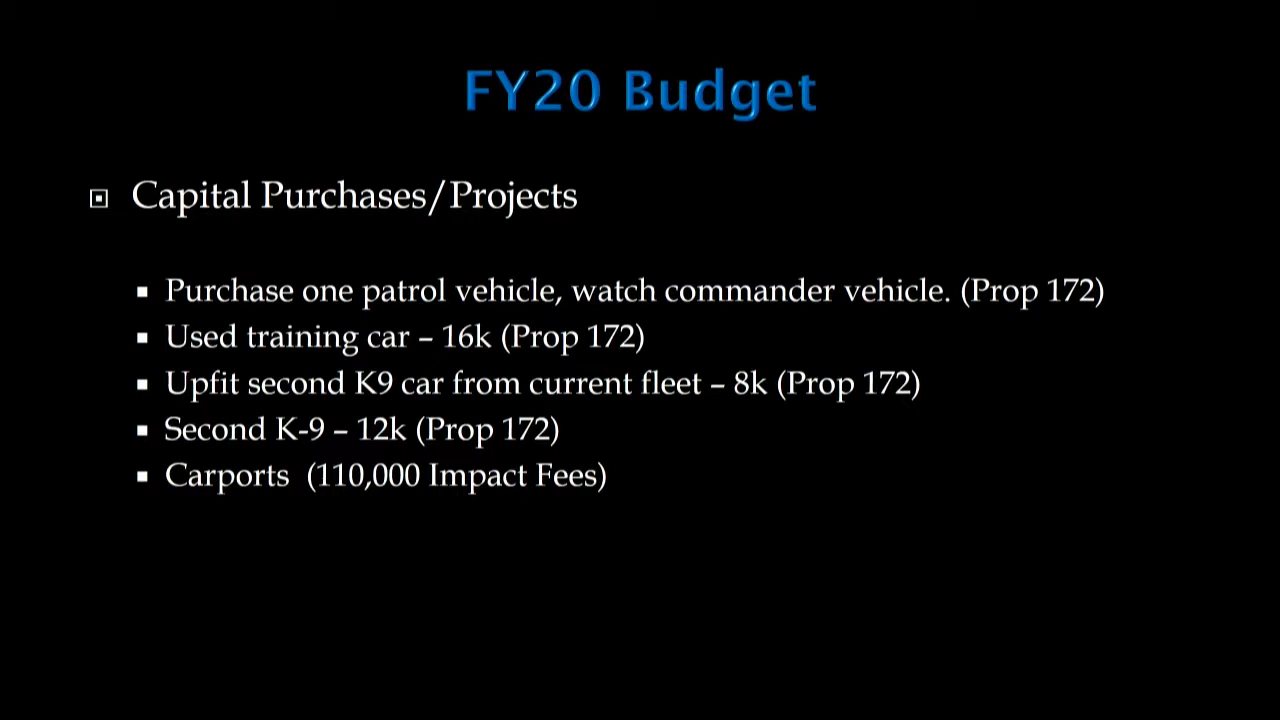 FY20 Budget
Capital Purchases/Projects
Purchase one patrol vehicle, watch commander vehicle. (Prop 172)
Used training car – 16k (Prop 172)
Upfit second K9 car from current fleet – 8k (Prop 172)
Second K-9 – 12k (Prop 172)
Carports  (110,000 Impact Fees)